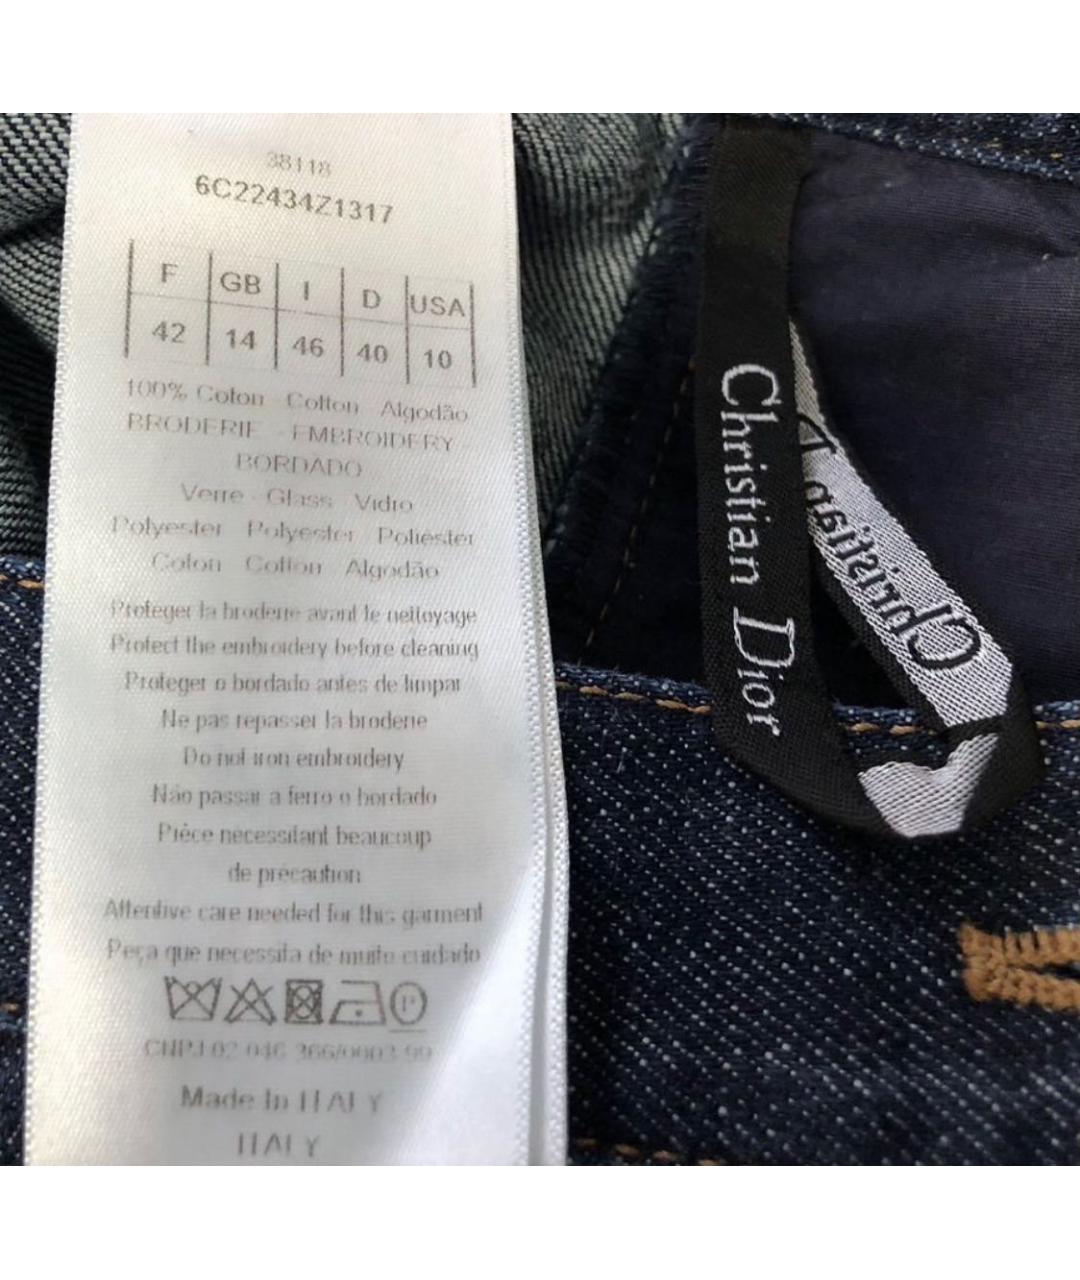 38118
6C22434Z1317
F GB I D USA
42 14 46 40 10
100% Coton Cotton Algodão
BRODERIE - EMBROIDERY
BORDADO
Verre - Glass Vidro
Polyester Polyester Poliéster
Coton Cotton Algodão
Proteger la broderie avant le nettoyage
Protect the embroidery before cleaning
Proteger o bordado antes de limpar
Ne pas repasser la broderie
Do not iron embroidery
Não passar a ferro o bordado
Pièce nécessitant beaucoup
de précaution
Attentive care needed for this garment
Peça que necessita de muito cuidado
P
CNPJ 02 046 366/0003 99
Made In ITALY
ITALY
Christian Dior
Christian D